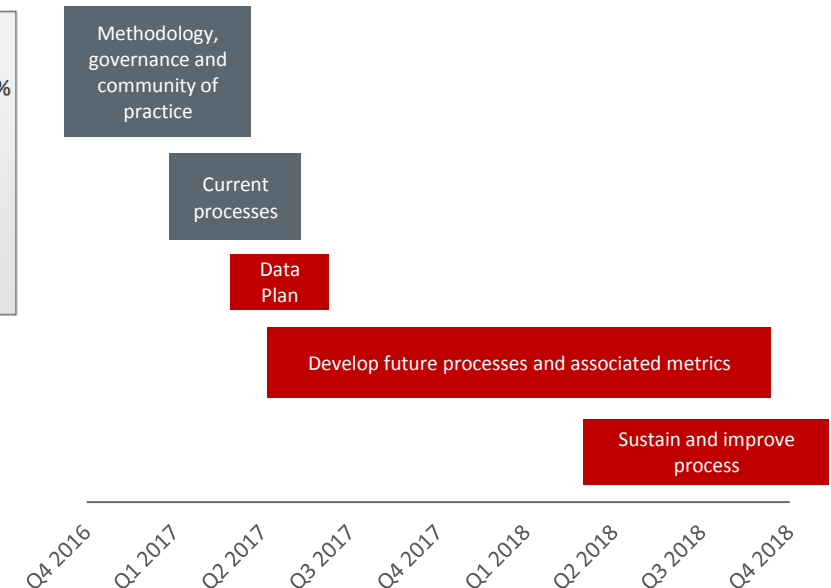 %
Methodology,
governance and
community of
practice
Current
processes
Data
Plan
Develop future processes and associated metrics
Sustain and improve
process
Q4 2016
Q1 2017
Q2 2017
Q3 2017
Q4 2017
Q1 2018
Q2 2018
Q3 2018
Q4 2018